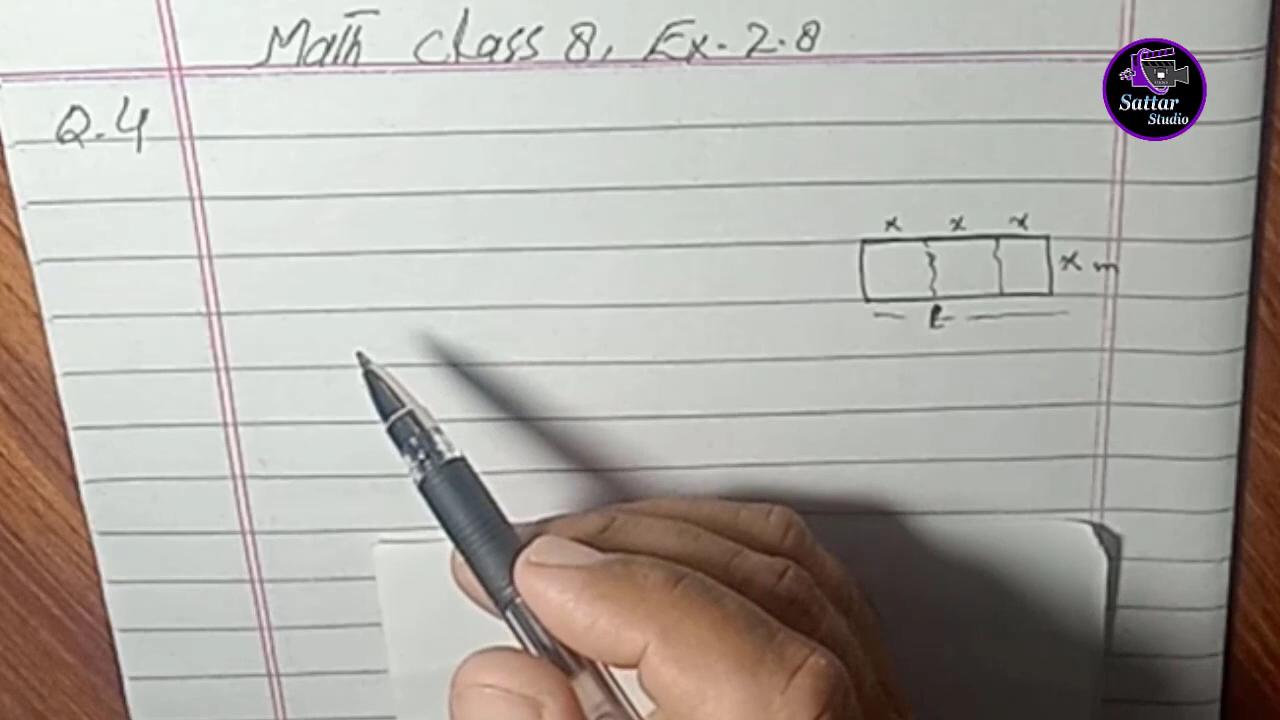 Math class 8, Ex. 2.8
Sattar
Studio
Q.4
x x x
x m
l